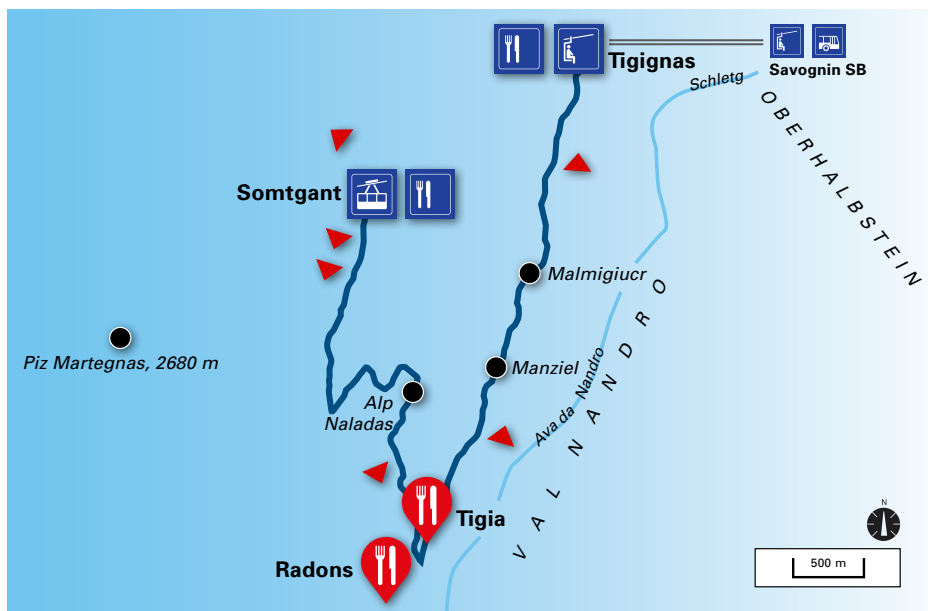 Tigignas
Savognin SB
Schletg
OBERHALBSTEIN
Somtgant
Malmigiucr
Piz Martegnas, 2680 m
Manziel
Alp
Naladas
Ava da Nandro
VAL NANDRO
Tigia
Radons
N
500 m